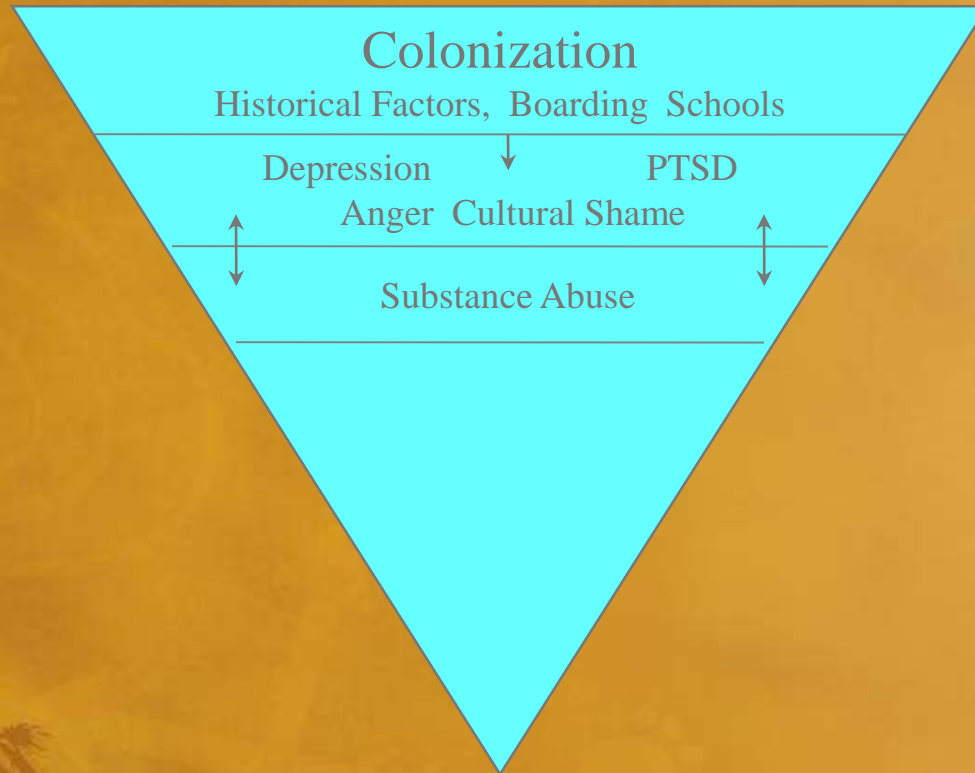 Colonization
Historical Factors, Boarding Schools
Depression PTSD
Anger Cultural Shame
Substance Abuse